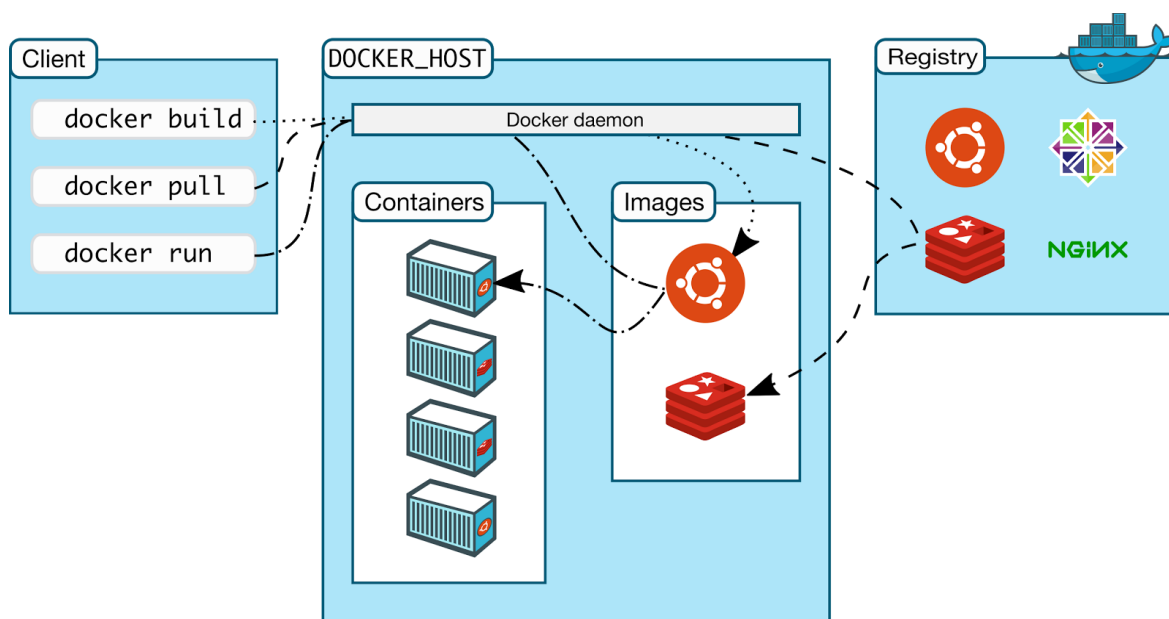 Client
docker build
docker pull
docker run
DOCKER_HOST
Docker daemon
Containers
Images
Registry
NGiNX